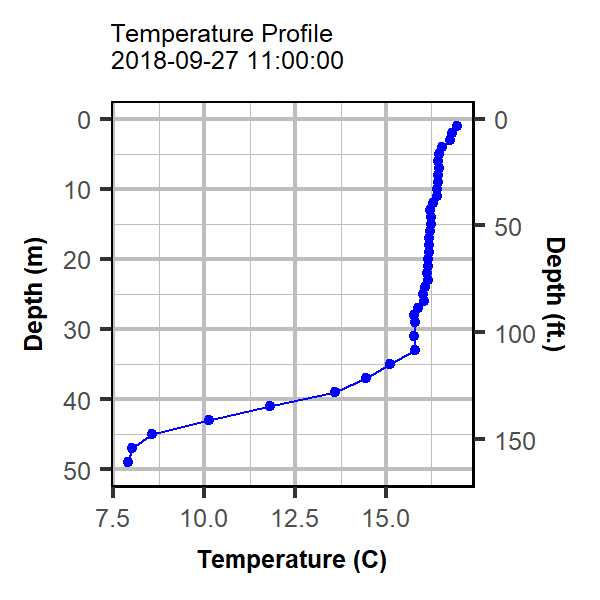 Temperature Profile
2018-09-27 11:00:00
0
10
20
30
40
50
Depth (m)
0
50
100
150
Depth (ft.)
7.5 10.0 12.5 15.0
Temperature (C)